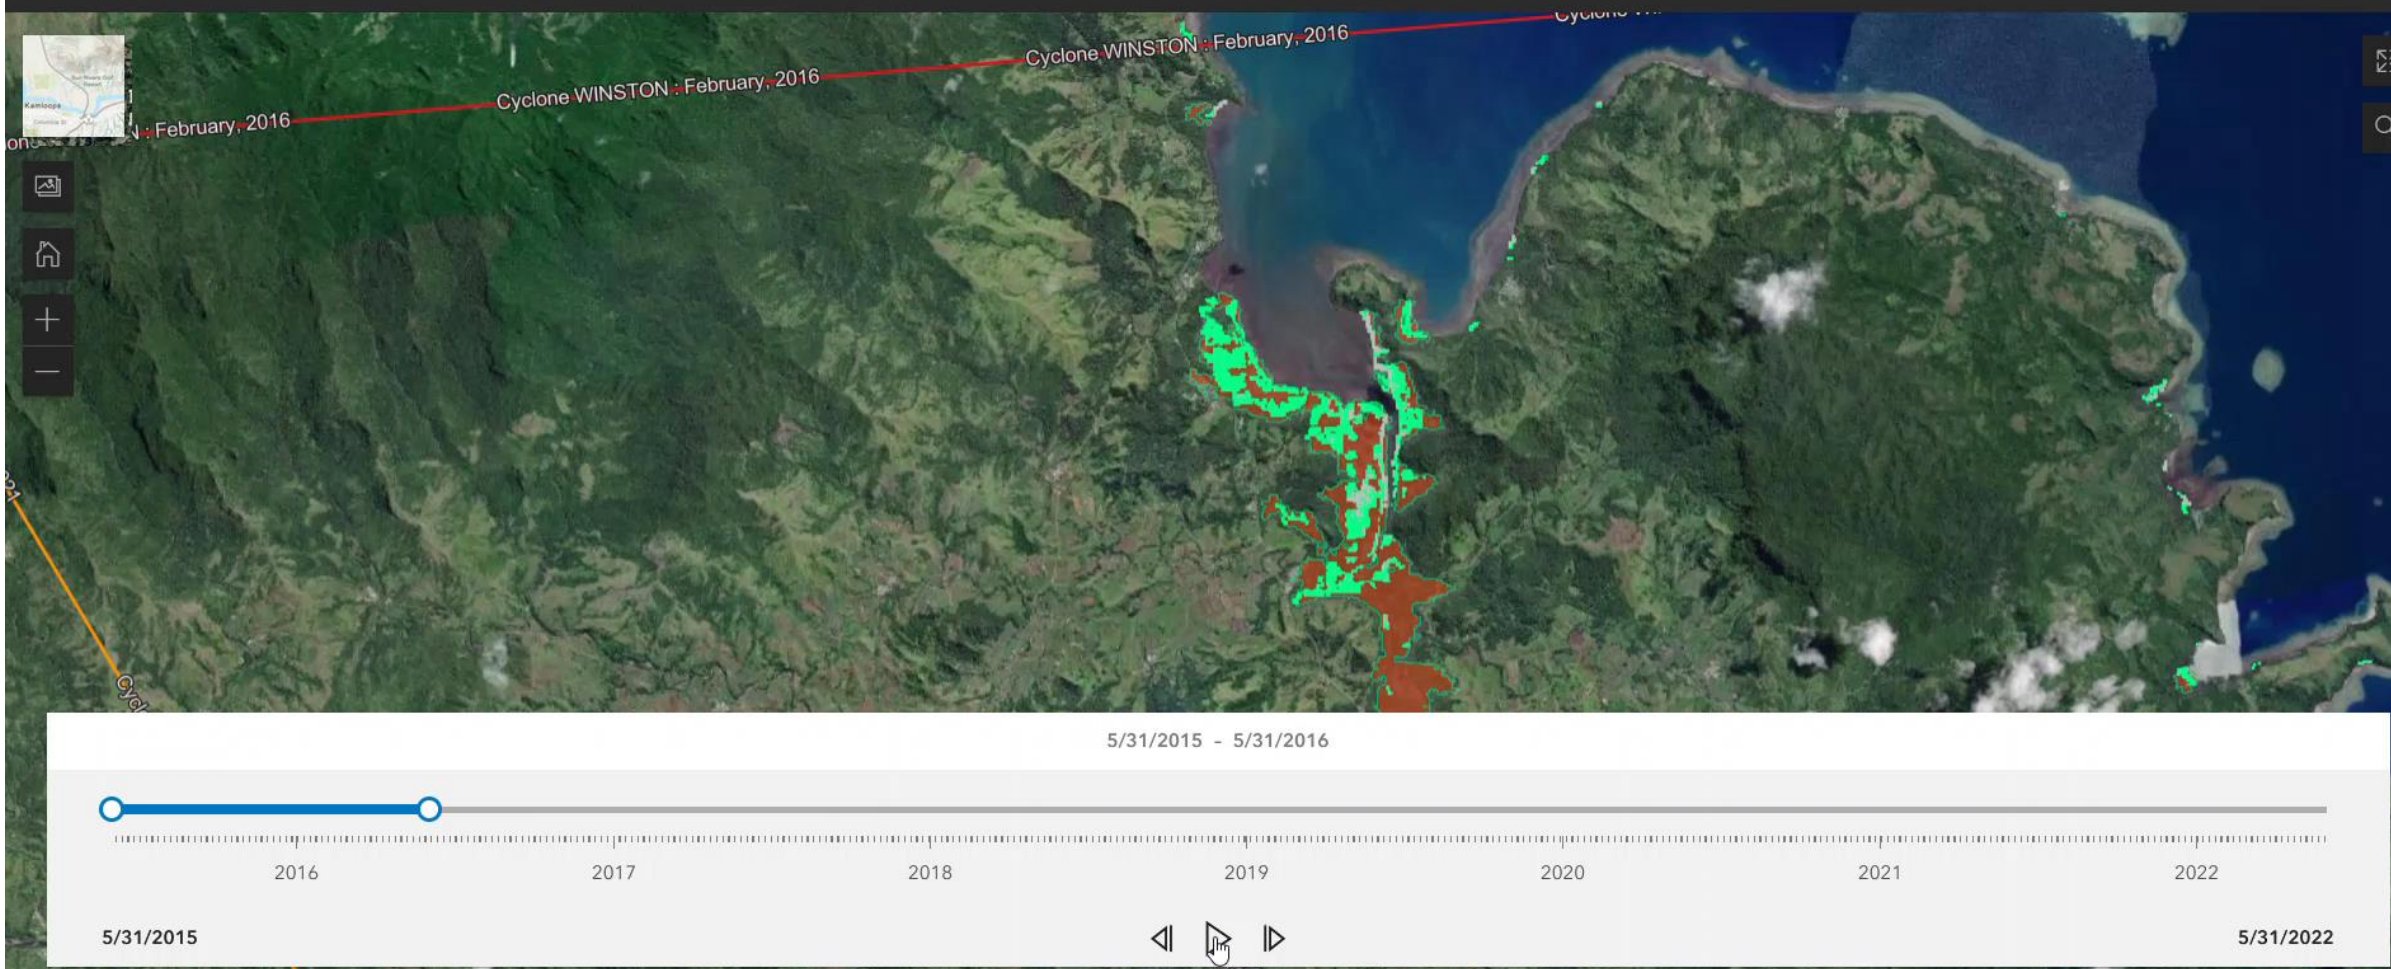 Cyclone WINSTON : February, 2016
Cyclone WINSTON : February, 2016
: February, 2016
Kamloops
5/31/2015 - 5/31/2016
2016 2017 2018 2019 2020 2021 2022
5/31/2015 5/31/2022